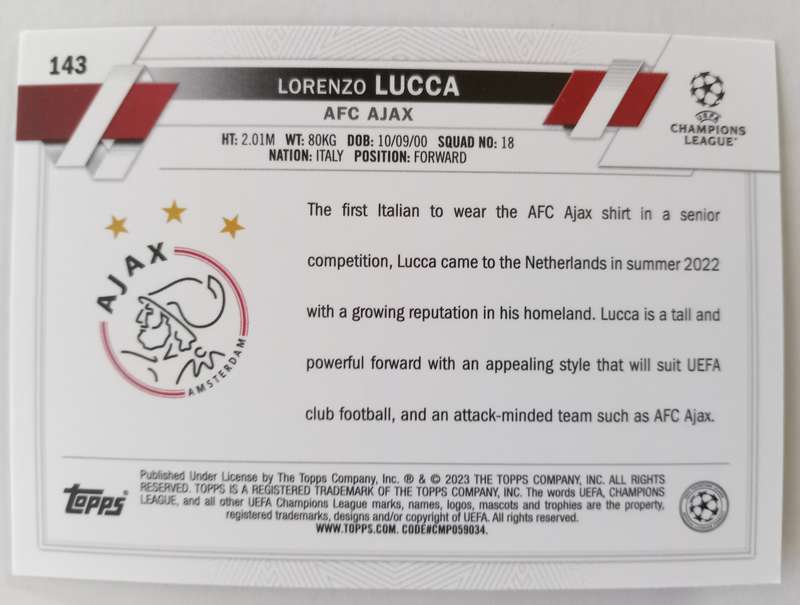 143
LORENZO LUCCA
AFC AJAX
HT: 2.01M WT: 80KG DOB: 10/09/00 SQUAD NO: 18
NATION: ITALY POSITION: FORWARD
UEFA
CHAMPIONS
LEAGUE®
AJAX
AMSTERDAM
The first Italian to wear the AFC Ajax shirt in a senior
competition, Lucca came to the Netherlands in summer 2022
with a growing reputation in his homeland. Lucca is a tall and
powerful forward with an appealing style that will suit UEFA
club football, and an attack-minded team such as AFC Ajax.
topps®
Published Under License by The Topps Company, Inc. ® & © 2023 THE TOPPS COMPANY, INC. ALL RIGHTS
RESERVED. TOPPS IS A REGISTERED TRADEMARK OF THE TOPPS COMPANY, INC. The words UEFA, CHAMPIONS
LEAGUE, and all other UEFA Champions League marks, names, logos, mascots and trophies are the property,
registered trademarks, designs and/or copyright of UEFA. All rights reserved.
WWW.TOPPS.COM. CODE#CMP059034.